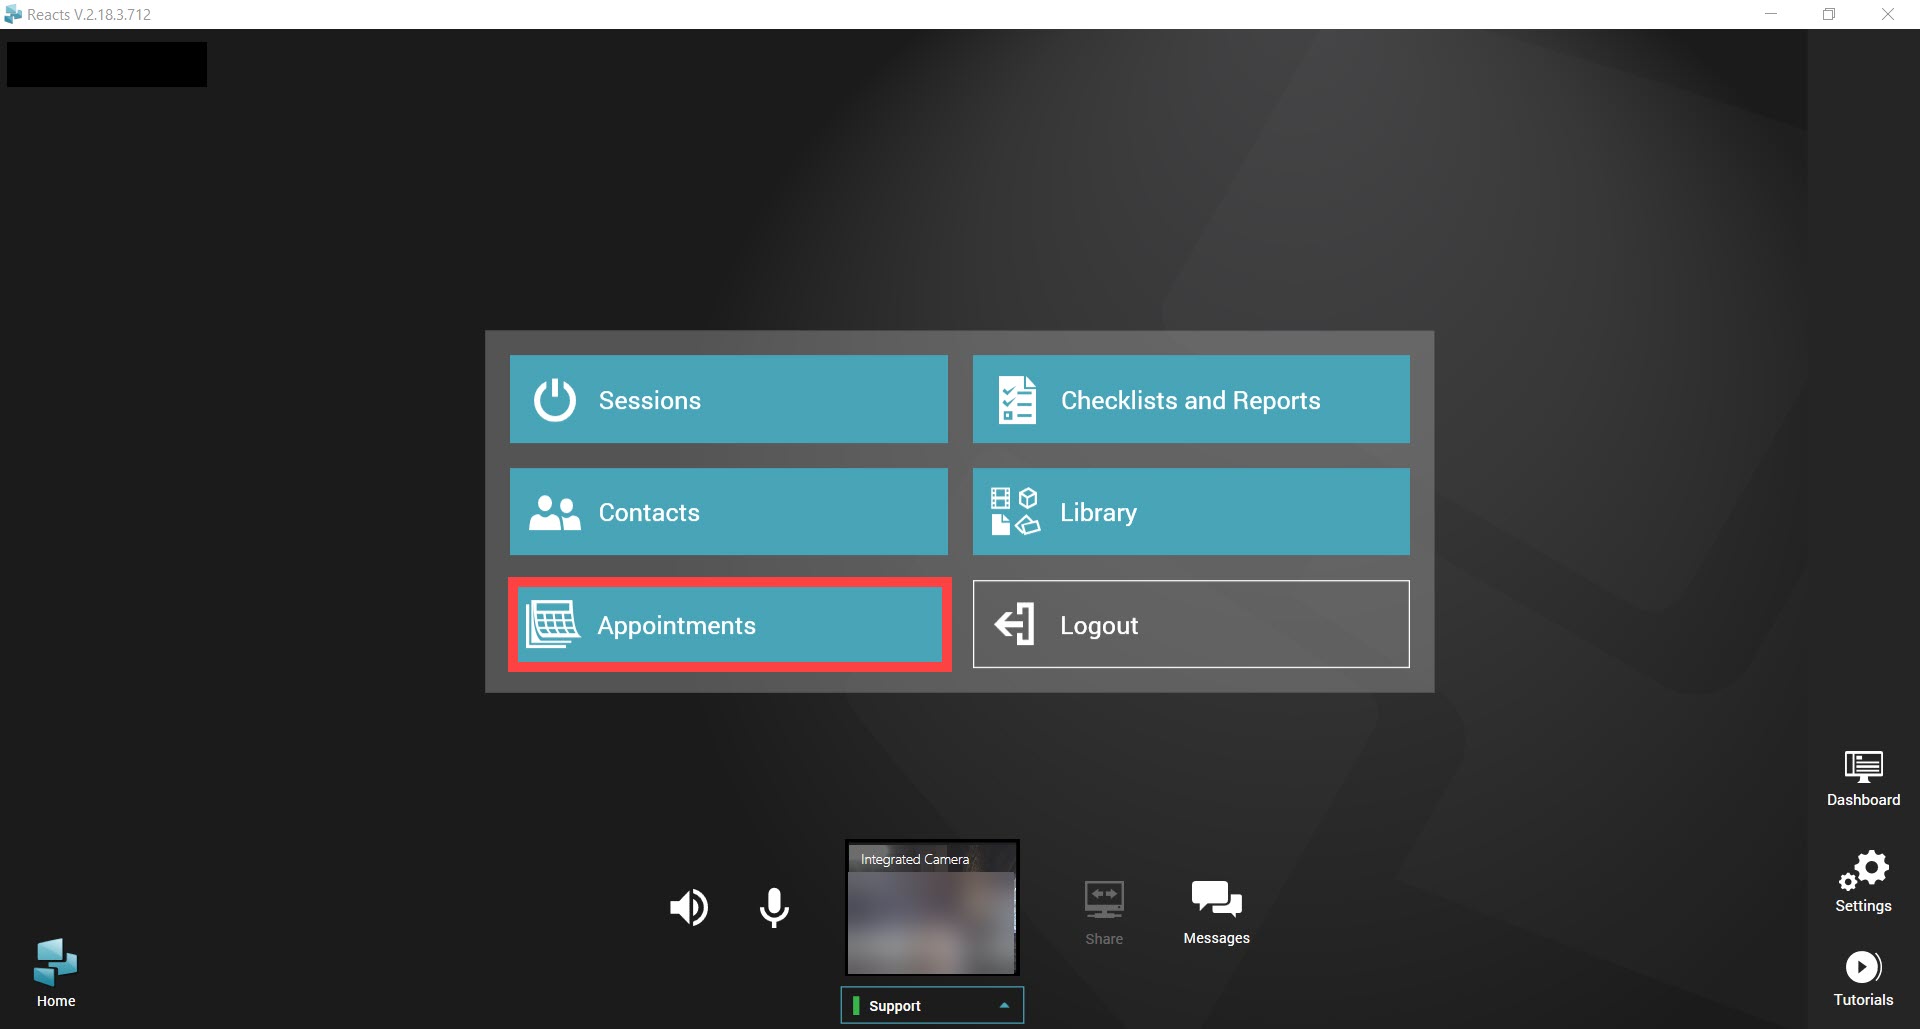 Reacts V.2.18.3.712
Sessions
Checklists and Reports
Contacts
Library
Appointments
Logout
Dashboard
Integrated Camera
Settings
Share
Messages
Home
Support
Tutorials